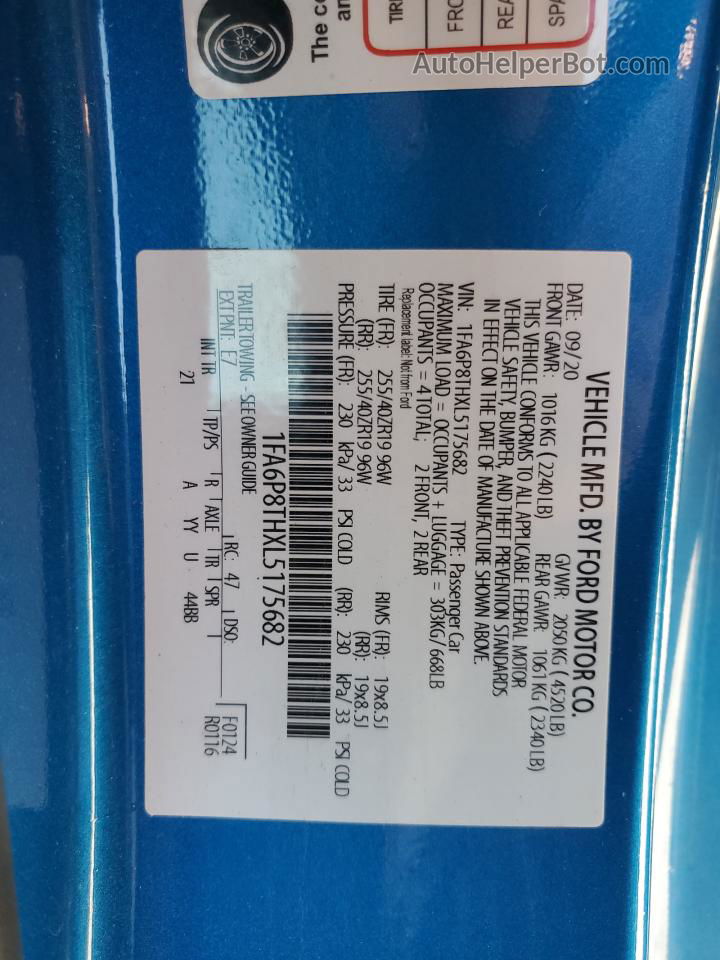 The co
an
TIR
FRO
REA
SPA
AutoHelperBot.com
VEHICLE MFD. BY FORD MOTOR CO.
DATE: 09/20 GVWR: 2050 KG ( 4520 LB)
FRONT GAWR: 1016 KG ( 2240 LB) REAR GAWR: 1061 KG ( 2340 LB)
THIS VEHICLE CONFORMS TO ALL APPLICABLE FEDERAL MOTOR
VEHICLE SAFETY, BUMPER, AND THEFT PREVENTION STANDARDS
IN EFFECT ON THE DATE OF MANUFACTURE SHOWN ABOVE.
VIN: 1FA6P8THXL5175682 TYPE: Passenger Car
MAXIMUM LOAD = OCCUPANTS + LUGGAGE = 303KG/668LB
OCCUPANTS = 4 TOTAL; 2 FRONT, 2 REAR
Replacement label: Not from Ford
TIRE (FR): 255/40ZR19 96W RIMS (FR): 19x8.5J
(RR): 255/40ZR19 96W (RR): 19x8.5J
PRESSURE (FR): 230 kPa/ 33 PSI COLD (RR): 230 kPa/ 33 PSI COLD
1FA6P8THXL5175682
TRAILER TOWING - SEE OWNER GUIDE
EXT PNT: E7 RC: 47 DSO: F0124
R0116
INT TR TP/PS R AXLE TR SPR
21 A YY U 44BB